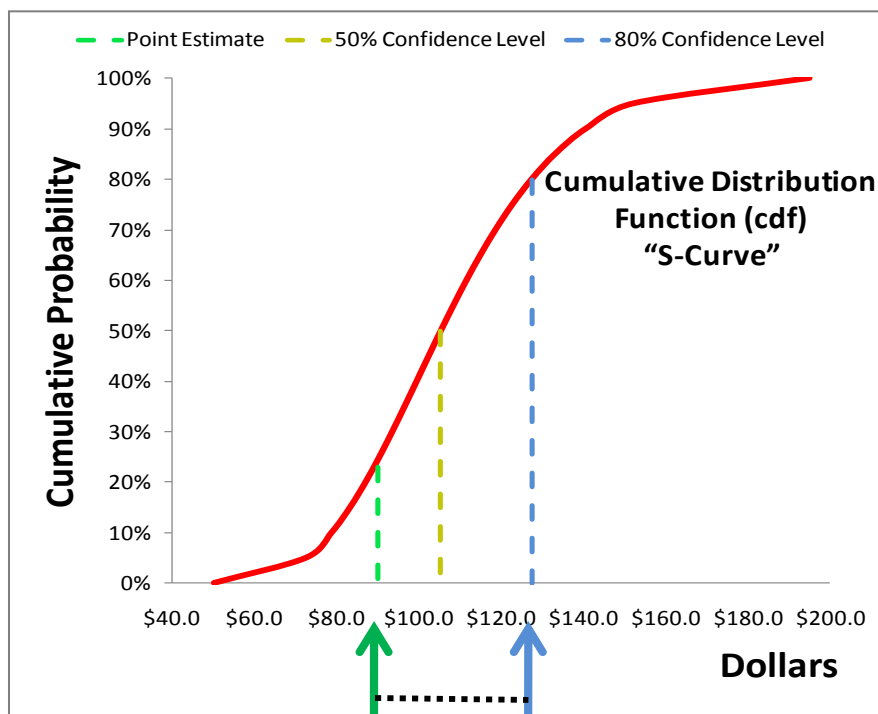 Point Estimate 50% Confidence Level 80% Confidence Level
100%
90%
80%
70%
60%
50%
40%
30%
20%
10%
0%
Cumulative Probability
Cumulative Distribution
Function (cdf)
“S-Curve”
$40.0 $60.0 $80.0 $100.0 $120.0 $140.0 $160.0 $180.0 $200.0
Dollars